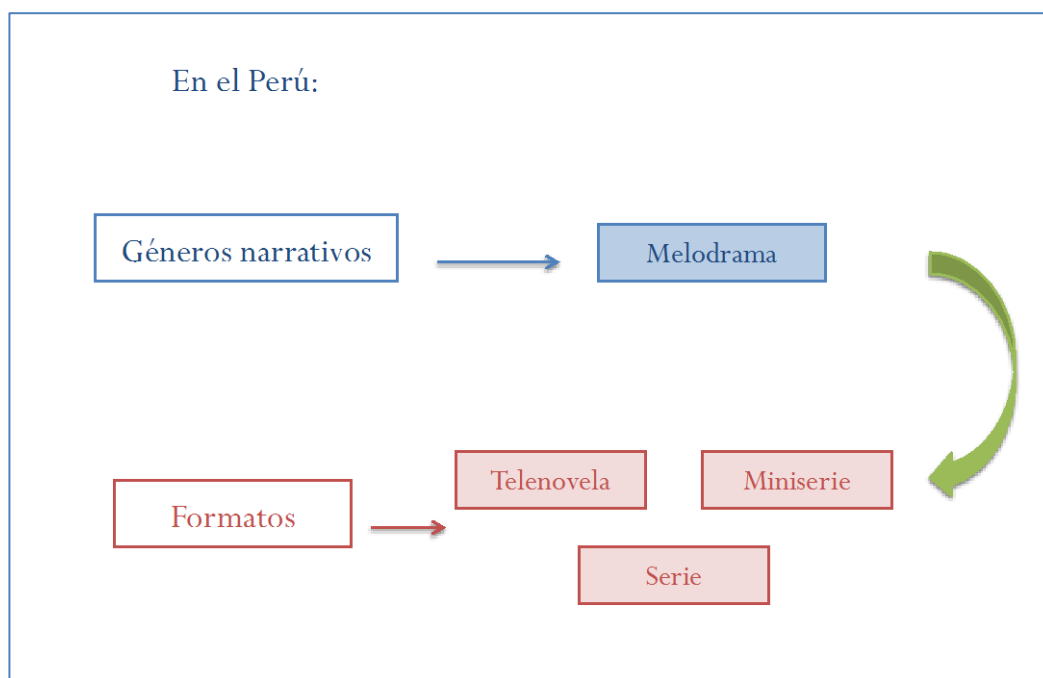 En el Perú:
Géneros narrativos
Melodrama
Telenovela
Miniserie
Formatos
Serie